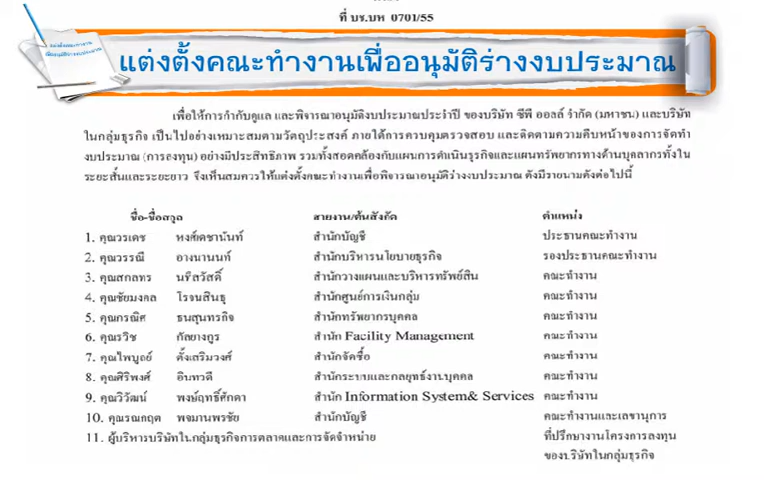 ที่ บช.บห 0701/55
แต่งตั้งคณะทำงานเพื่ออนุมัติร่างงบประมาณ
เพื่อให้การกำกับดูแล และพิจารณาอนุมัติงบประมาณประจำปี ของบริษัท ซีพี ออลล์ จำกัด (มหาชน) และบริษัท
ในกลุ่มธุรกิจ เป็นไปอย่างเหมาะสมตามวัตถุประสงค์ ภายใต้การควบคุมตรวจสอบ และติดตามความคืบหน้าของการจัดทำ
งบประมาณ (การลงทุน) อย่างมีประสิทธิภาพ รวมทั้งสอดคล้องกับแผนการดำเนินธุรกิจและแผนทรัพยากรทางด้านบุคลากรทั้งใน
ระยะสั้นและระยะยาว จึงเห็นสมควรให้แต่งตั้งคณะทำงานเพื่อพิจารณาอนุมัติร่างงบประมาณ ดังมีรายนามดังต่อไปนี้
ชื่อ-ชื่อสกุล สายงาน/ต้นสังกัด ตำแหน่ง
1. คุณวรเดช หงศ์เดชานันท์ สำนักบัญชี ประธานคณะทำงาน
2. คุณวรรณี อางนานนท์ สำนักบริหารนโยบายธุรกิจ รองประธานคณะทำงาน
3. คุณสกลทร นทีสวัสดิ์ สำนักวางแผนและบริหารทรัพย์สิน คณะทำงาน
4. คุณชัยมงคล โรจนสินธุ สำนักศูนย์การเงินกลุ่ม คณะทำงาน
5. คุณกรณิศ ธนสุนทรกิจ สำนักทรัพยากรบุคคล คณะทำงาน
6. คุณรวิช กัลยางกูร สำนัก Facility Management คณะทำงาน
7. คุณไพบูลย์ ตั้งเสริมวงศ์ สำนักจัดซื้อ คณะทำงาน
8. คุณศิริพงศ์ อินทวดี สำนักระบบและกลยุทธ์งานบุคคล คณะทำงาน
9. คุณวิวัฒน์ พงษ์ฤทธิ์ศักดา สำนัก Information System& Services คณะทำงาน
10. คุณรณกฤต พจมานพรชัย สำนักบัญชี คณะทำงานและเลขานุการ
11. ผู้บริหารบริษัทในกลุ่มธุรกิจการตลาดและการจัดจำหน่าย ที่ปรึกษางานโครงการลงทุน
ของบริษัทในกลุ่มธุรกิจ